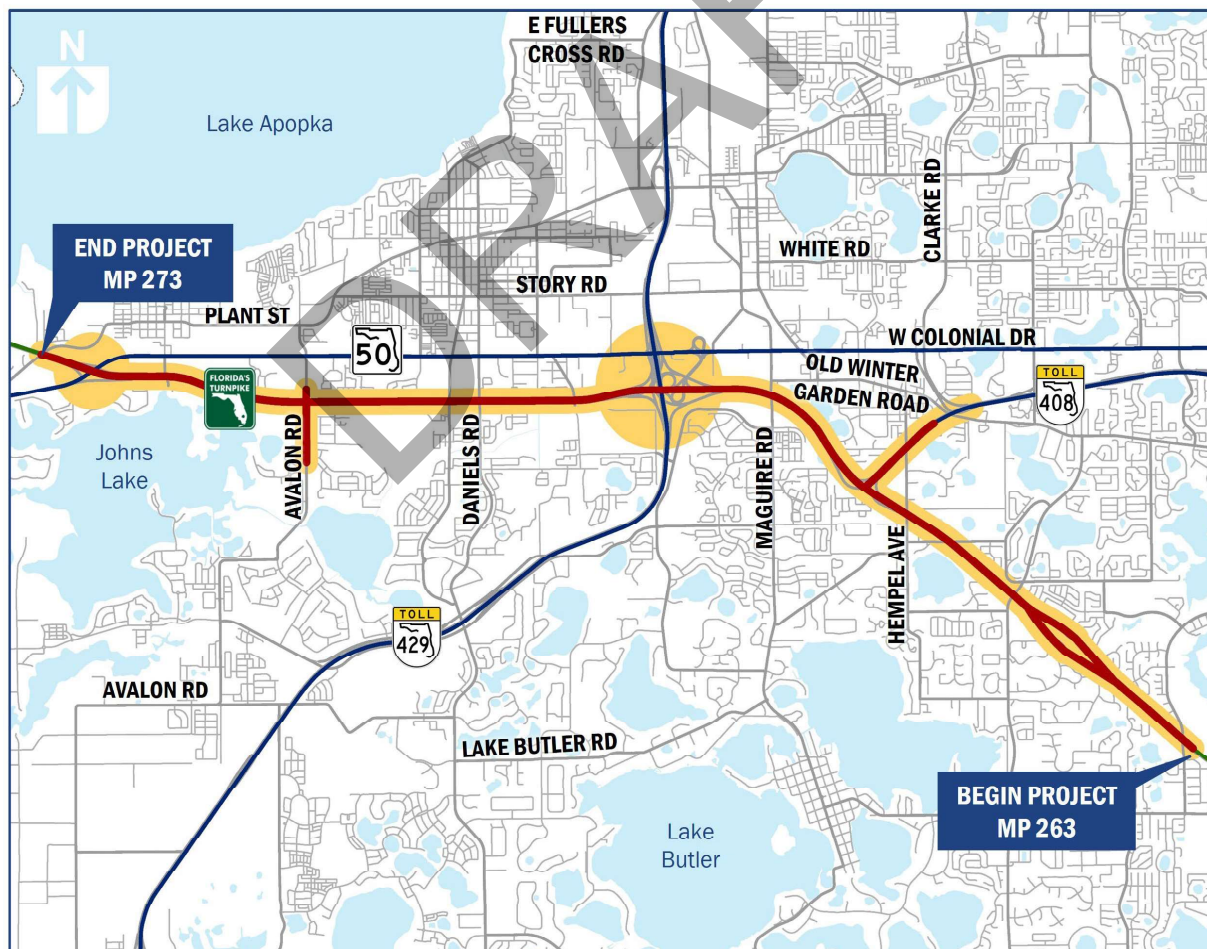 E FULLERS
CROSS RD
N
Lake Apopka
CLARKE RD
END PROJECT
MP 273
WHITE RD
STORY RD
PLANT ST
50
W COLONIAL DR
OLD WINTER
GARDEN ROAD
FLORIDA'S
TURNPIKE
TOLL
408
Johns
Lake
AVALON RD
DANIELS RD
MAGUIRE RD
HEMPEL AVE
TOLL
429
AVALON RD
LAKE BUTLER RD
BEGIN PROJECT
MP 263
Lake
Butler
DRAF